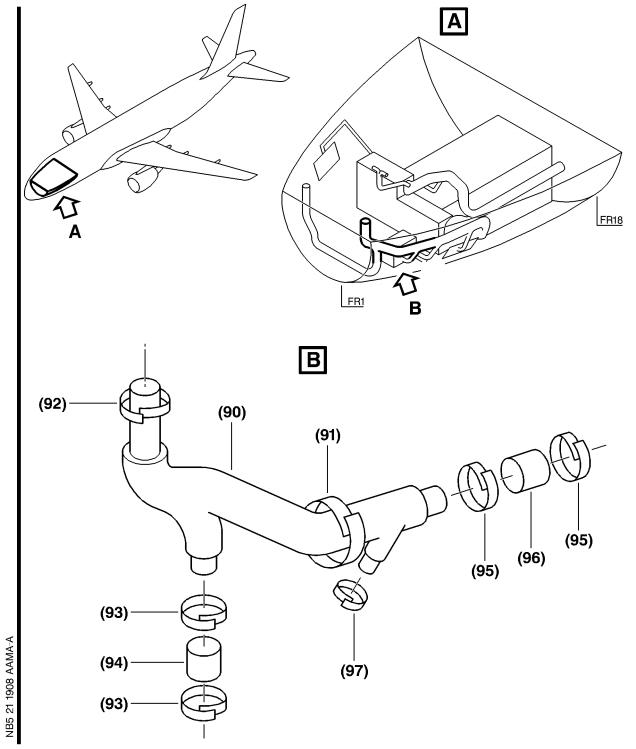 A
A
FR18
FR1
B
B
(92)
(90)
(91)
(95)
(96)
(95)
(93)
(94)
(93)
(97)
NB5 21 1908 AAMA-A